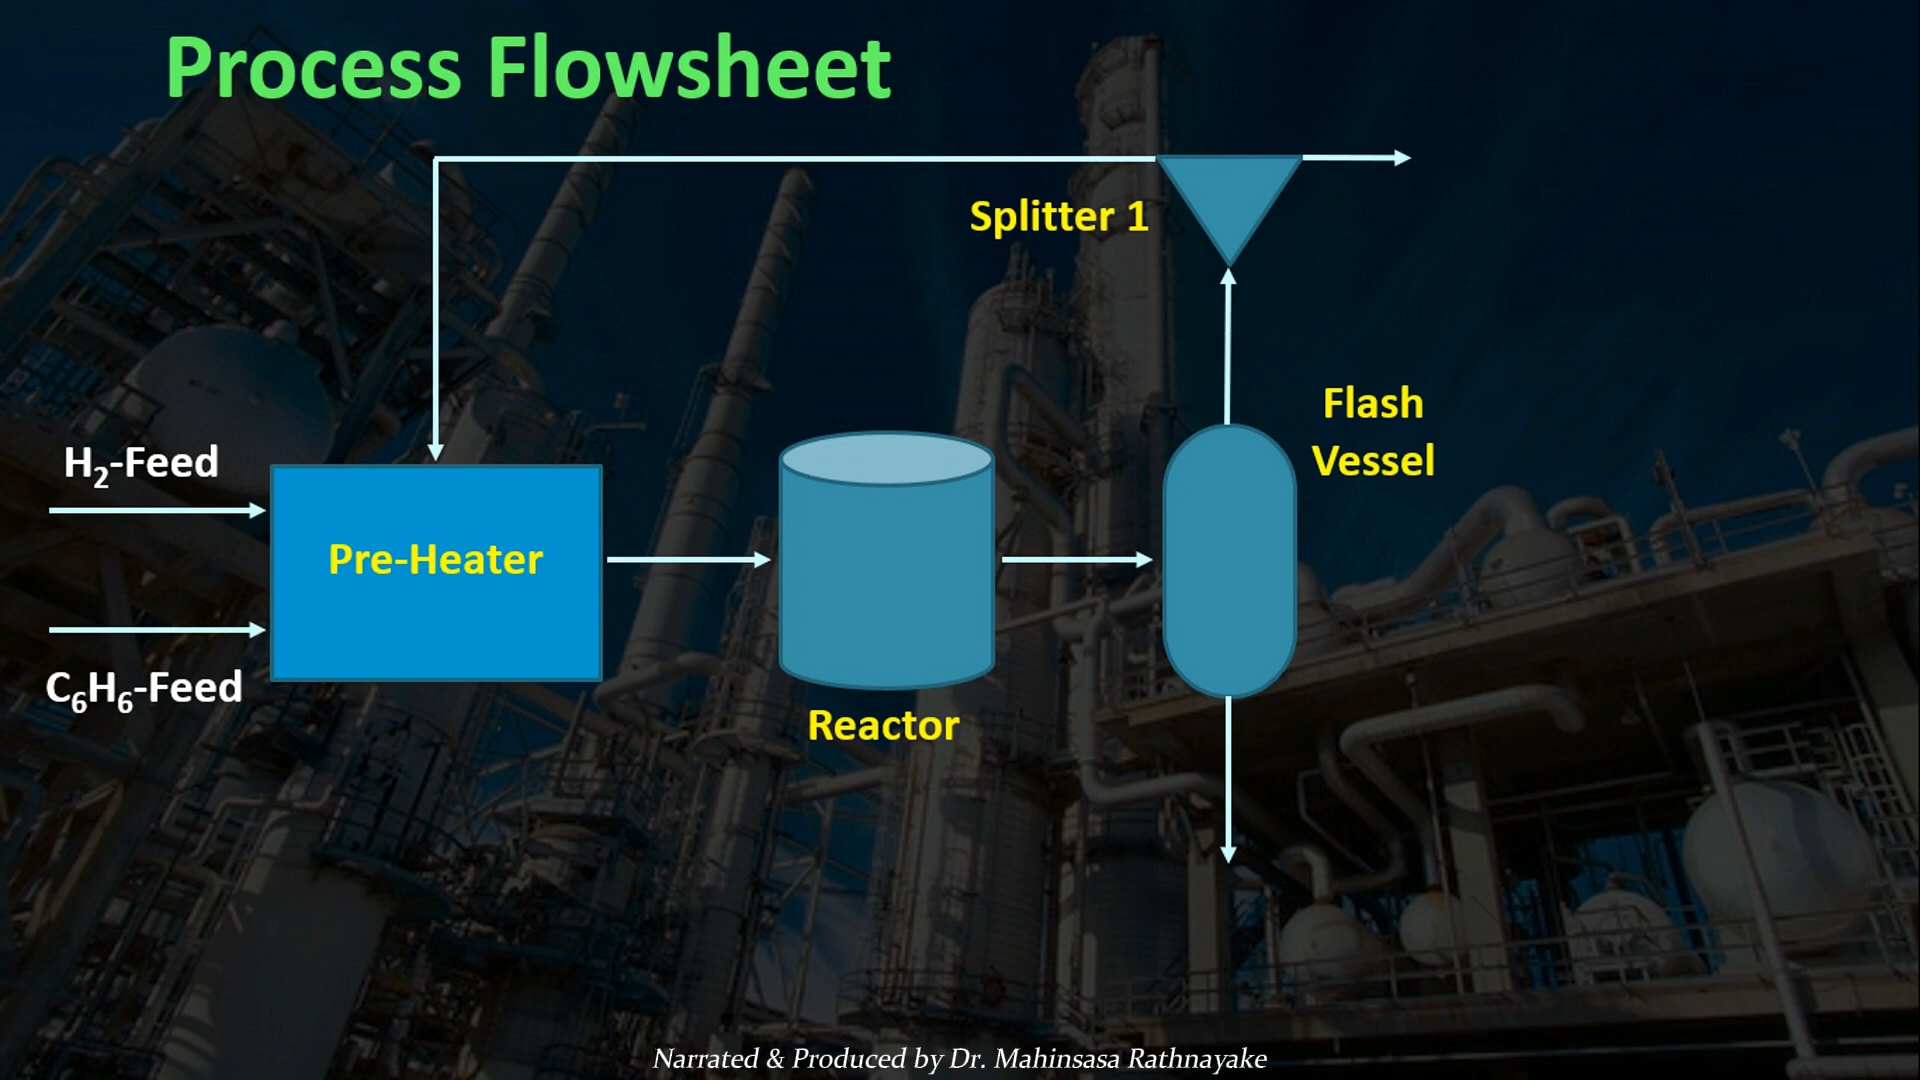 Process Flowsheet
Splitter 1
Flash
Vessel
H₂-Feed
Pre-Heater
C₆H₆-Feed
Reactor
Narrated & Produced by Dr. Mahinsasa Rathnayake